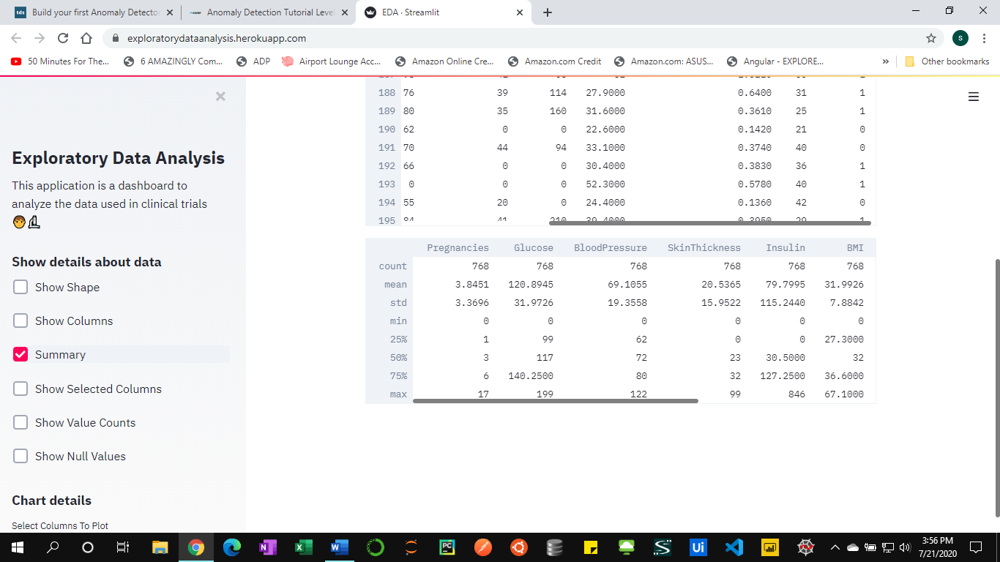 Build your first Anomaly Detector
Anomaly Detection Tutorial Level
EDA · Streamlit
exploratorydataanalysis.herokuapp.com
50 Minutes For The...
6 AMAZINGLY Com...
ADP
Airport Lounge Acc...
Amazon Online Cre...
Amazon.com Credit
Amazon.com: ASUS...
Angular - EXPLORE...
»
Other bookmarks
Exploratory Data Analysis
This application is a dashboard to
analyze the data used in clinical trials
Show details about data
Show Shape
Show Columns
Summary
Show Selected Columns
Show Value Counts
Show Null Values
Chart details
Select Columns To Plot
188 76 39 114 27.9000 0.6400 31 1
189 80 35 160 31.6000 0.3610 25 1
190 62 0 0 22.6000 0.1420 21 0
191 70 44 94 33.1000 0.3740 40 0
192 66 0 0 30.4000 0.3830 36 1
193 0 0 0 52.3000 0.5780 40 1
194 55 20 0 24.4000 0.1360 42 0
195 84 41 210 39.4000 0.3950 29 1
Pregnancies Glucose BloodPressure SkinThickness Insulin BMI
count 768 768 768 768 768 768
mean 3.8451 120.8945 69.1055 20.5365 79.7995 31.9926
std 3.3696 31.9726 19.3558 15.9522 115.2440 7.8842
min 0 0 0 0 0 0
25% 1 99 62 0 0 27.3000
50% 3 117 72 23 30.5000 32
75% 6 140.2500 80 32 127.2500 36.6000
max 17 199 122 99 846 67.1000
3:56 PM
7/21/2020